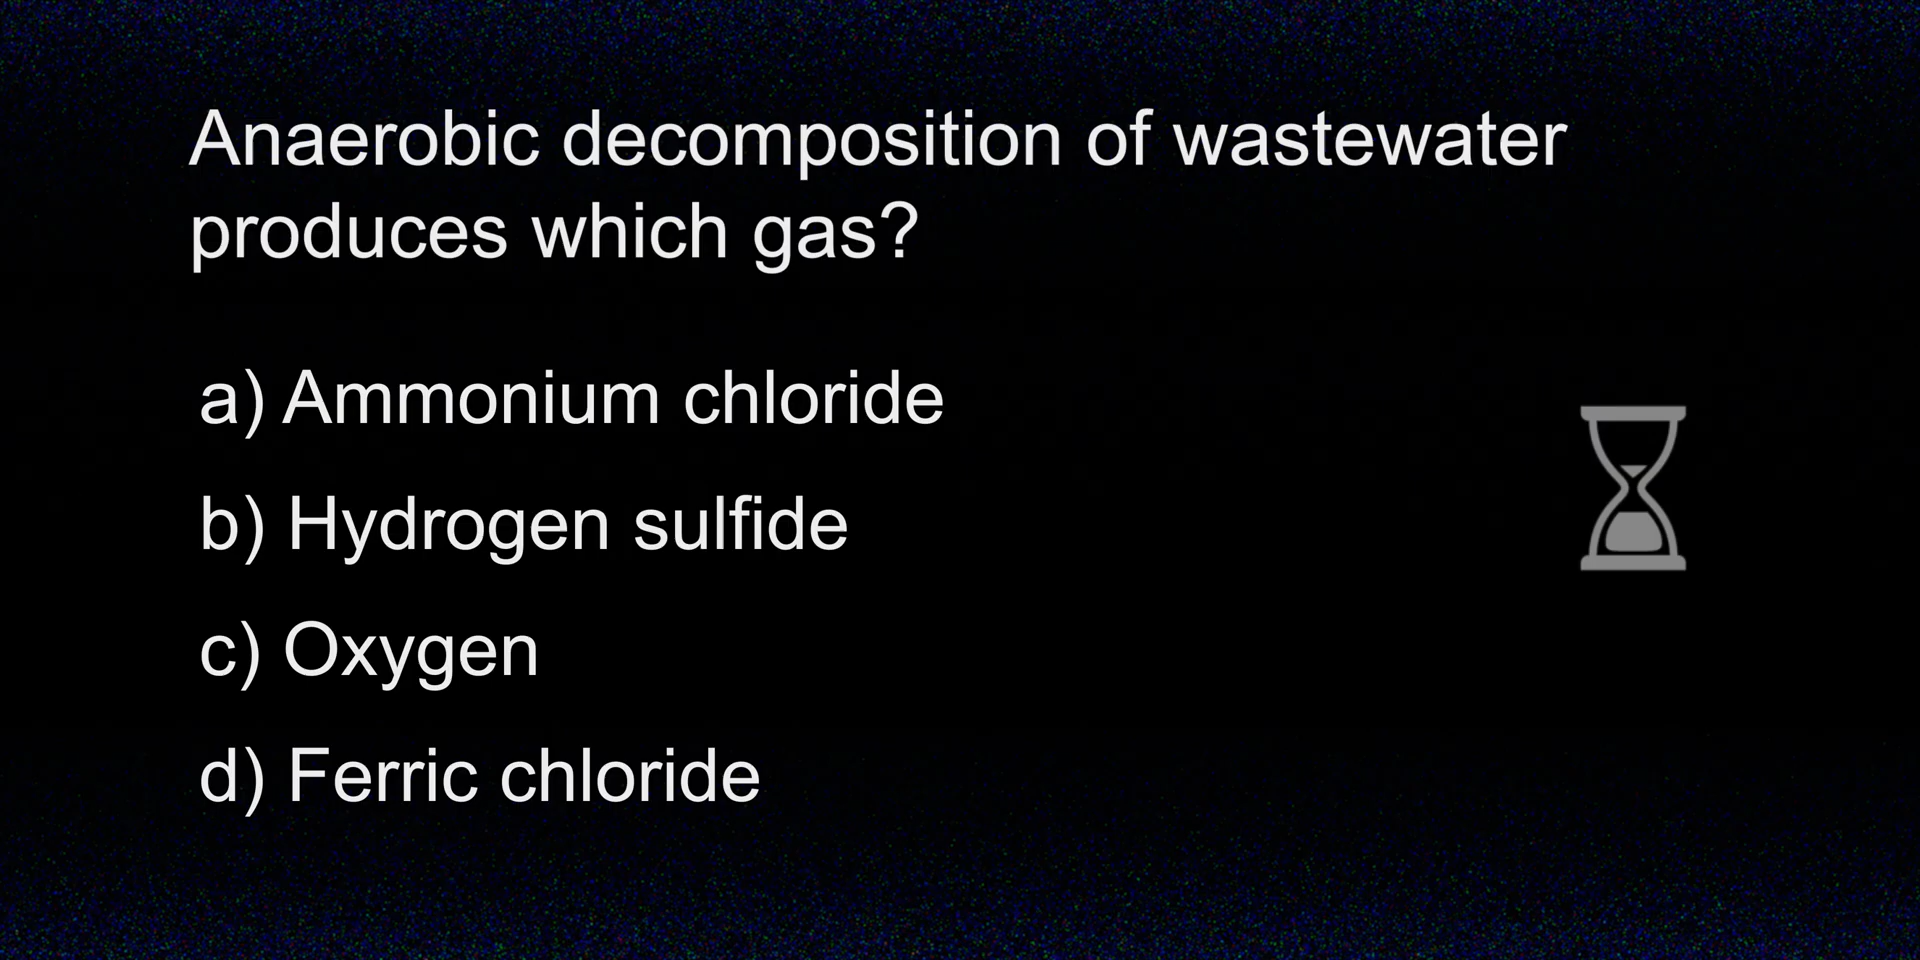 Anaerobic decomposition of wastewater
produces which gas?
a) Ammonium chloride
b) Hydrogen sulfide
c) Oxygen
d) Ferric chloride